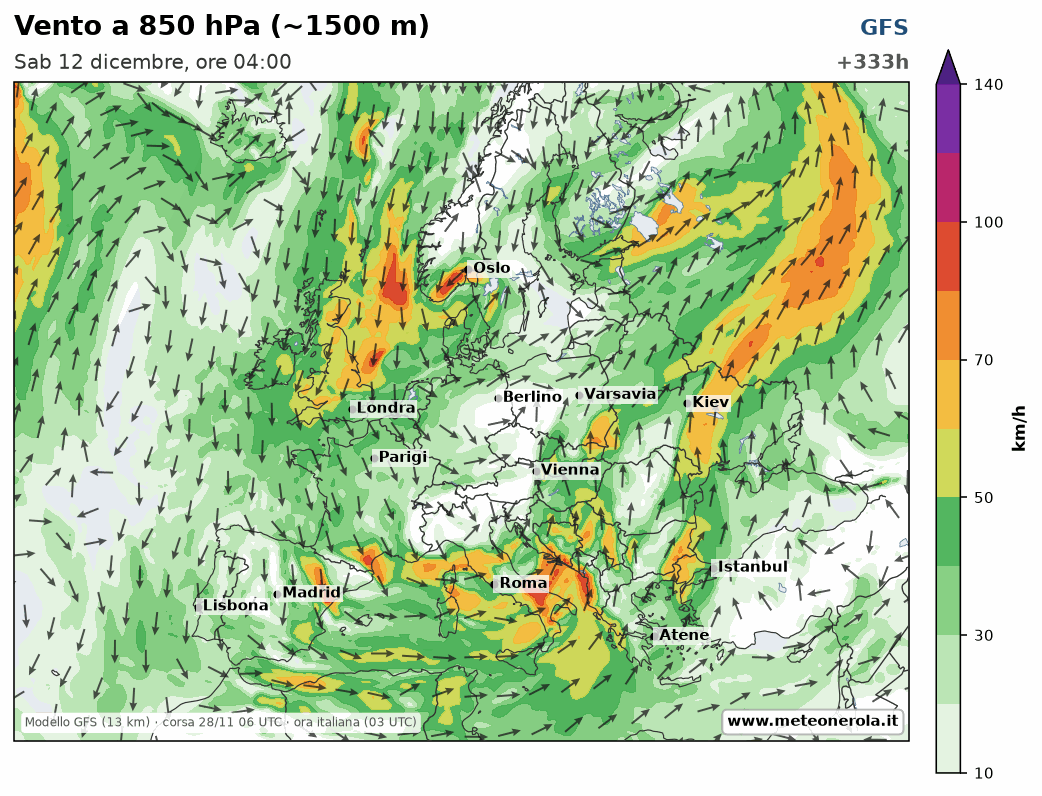 Vento a 850 hPa (~1500 m)
GFS
Sab 12 dicembre, ore 04:00
+333h
140
100
70
50
30
10
km/h
Oslo
Londra
Berlino
Varsavia
Kiev
Parigi
Vienna
Istanbul
Roma
Madrid
Lisbona
Atene
Modello GFS (13 km) · corsa 28/11 06 UTC · ora italiana (03 UTC)
www.meteonerola.it